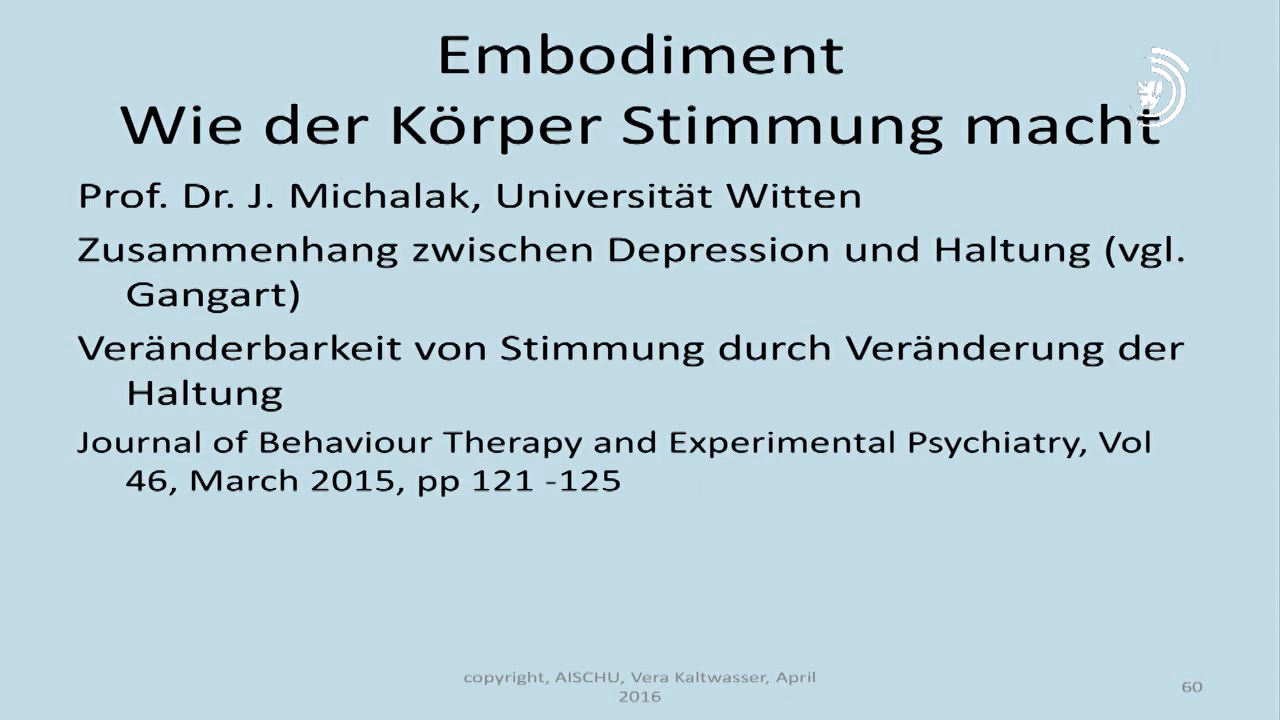 Embodiment
Wie der Körper Stimmung macht
Prof. Dr. J. Michalak, Universität Witten
Zusammenhang zwischen Depression und Haltung (vgl.
Gangart)
Veränderbarkeit von Stimmung durch Veränderung der
Haltung
Journal of Behaviour Therapy and Experimental Psychiatry, Vol
46, March 2015, pp 121 -125
copyright, AISCHU, Vera Kaltwasser, April
2016
60